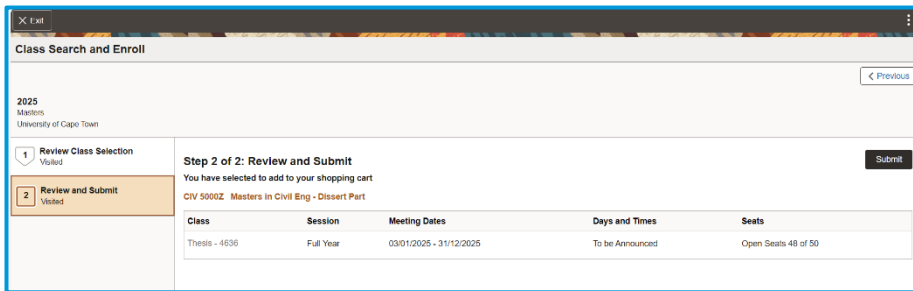 Exit
Class Search and Enroll
Previous
2025
Masters
University of Cape Town
1 Review Class Selection
Visited
2 Review and Submit
Visited
Step 2 of 2: Review and Submit
Submit
You have selected to add to your shopping cart
CIV 5000Z Masters in Civil Eng - Dissert Part
Class Session Meeting Dates Days and Times Seats
Thesis - 4636 Full Year 03/01/2025 - 31/12/2025 To be Announced Open Seats 48 of 50